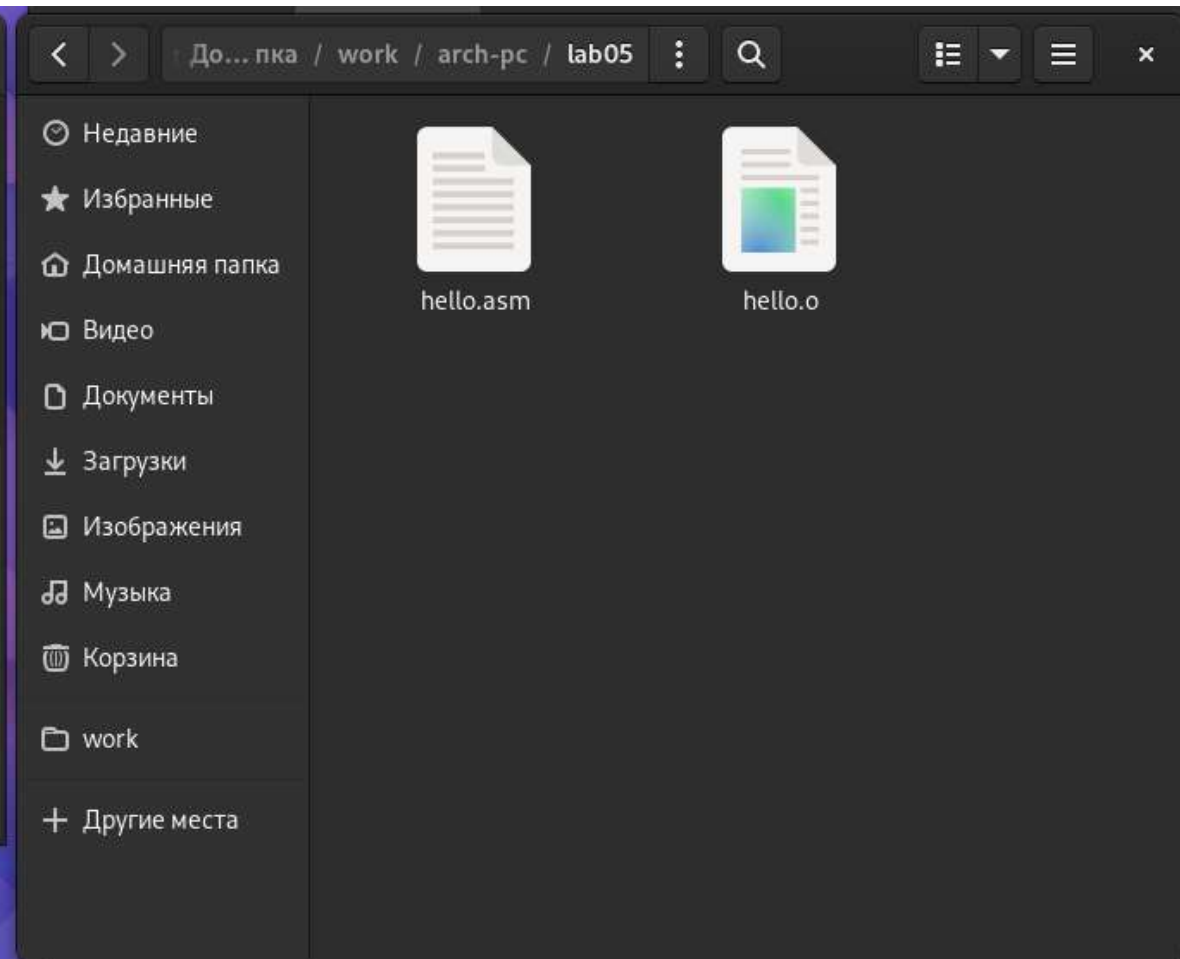 До... пка / work / arch-pc / lab05
Недавние
Избранные
Домашняя папка
Видео
Документы
Загрузки
Изображения
Музыка
Корзина
work
Другие места
hello.asm
hello.o